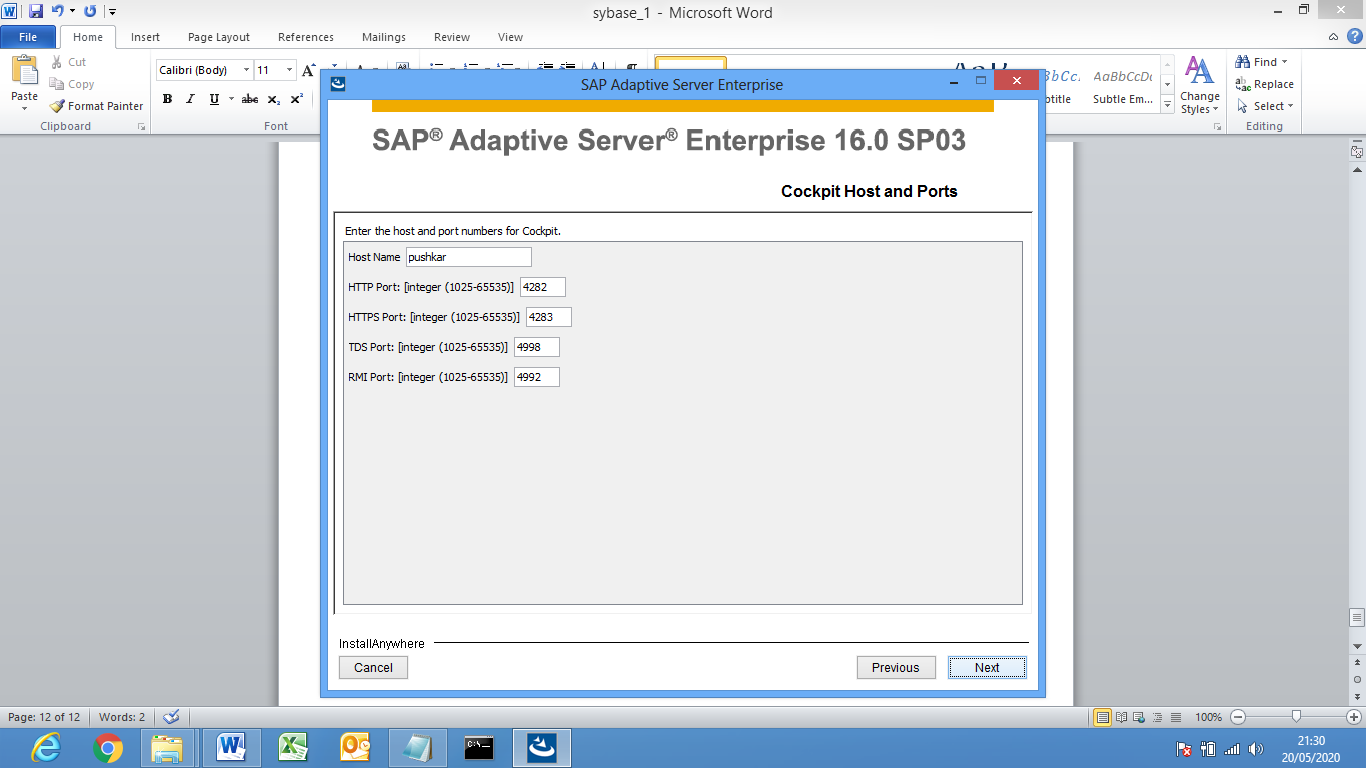 sybase_1 - Microsoft Word
File Home Insert Page Layout References Mailings Review View
Cut
Copy
Format Painter
Paste
Clipboard
Calibri (Body) 11
B I U abc x₂ x²
Font
Change
Styles
Subtle Em...
AaBbCcDc
Find
Replace
Select
Editing
SAP Adaptive Server Enterprise
SAP® Adaptive Server® Enterprise 16.0 SP03
Cockpit Host and Ports
Enter the host and port numbers for Cockpit.
Host Name pushkar
HTTP Port: [integer (1025-65535)] 4282
HTTPS Port: [integer (1025-65535)] 4283
TDS Port: [integer (1025-65535)] 4998
RMI Port: [integer (1025-65535)] 4992
InstallAnywhere
Cancel Previous Next
Page: 12 of 12 Words: 2 100%
21:30
20/05/2020